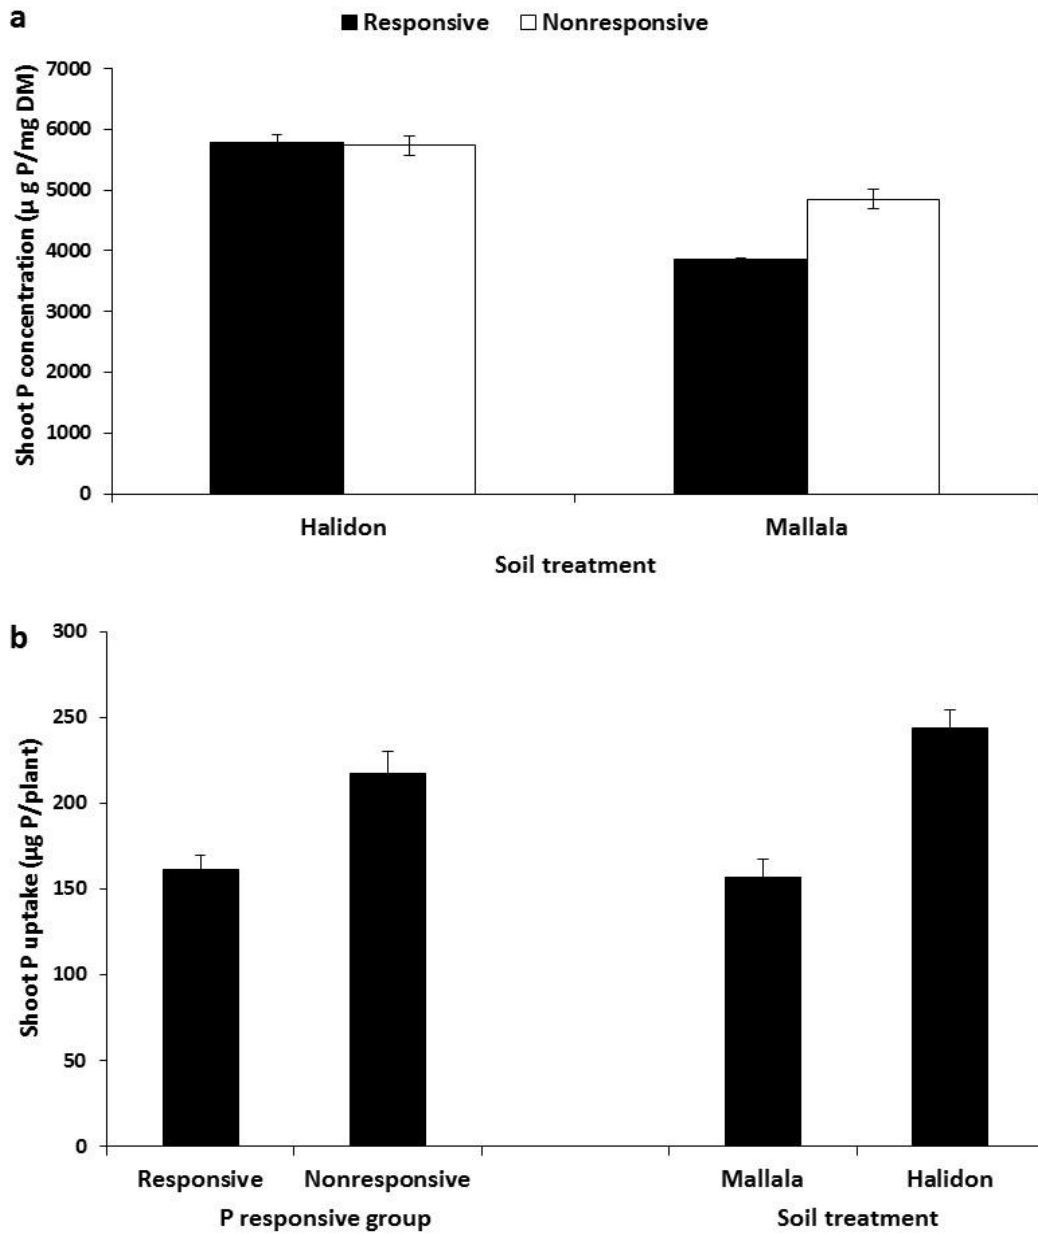 a
Responsive Nonresponsive
Shoot P concentration (µ g P/mg DM)
7000
6000
5000
4000
3000
2000
1000
0
Halidon Mallala
Soil treatment
b
Shoot P uptake (µg P/plant)
300
250
200
150
100
50
0
Responsive Nonresponsive Mallala Halidon
P responsive group Soil treatment